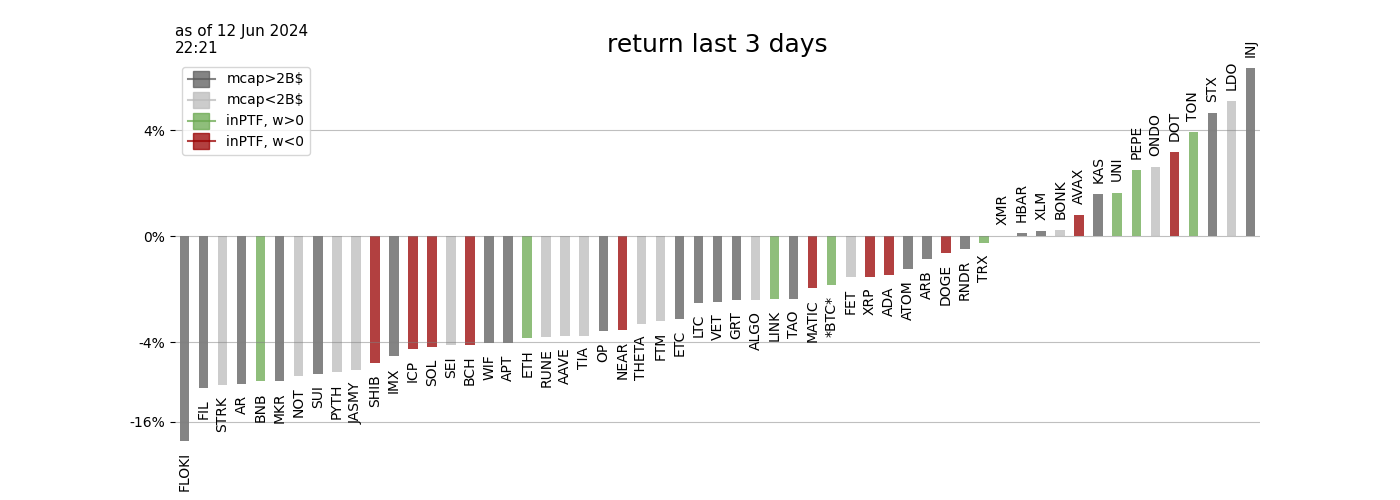 as of 12 Jun 2024
22:21
return last 3 days
mcap>2B$
mcap<2B$
inPTF, w>0
inPTF, w<0
4%
0%
-4%
-16%
FLOKI
FIL
STRK
AR
BNB
MKR
NOT
SUI
PYTH
JASMY
SHIB
IMX
ICP
SOL
SEI
BCH
WIF
APT
ETH
RUNE
AAVE
TIA
OP
NEAR
THETA
FTM
ETC
LTC
VET
GRT
ALGO
LINK
TAO
MATIC
*BTC*
FET
XRP
ADA
ATOM
ARB
DOGE
RNDR
TRX
XMR
HBAR
XLM
BONK
AVAX
KAS
UNI
PEPE
ONDO
DOT
TON
STX
LDO
INJ